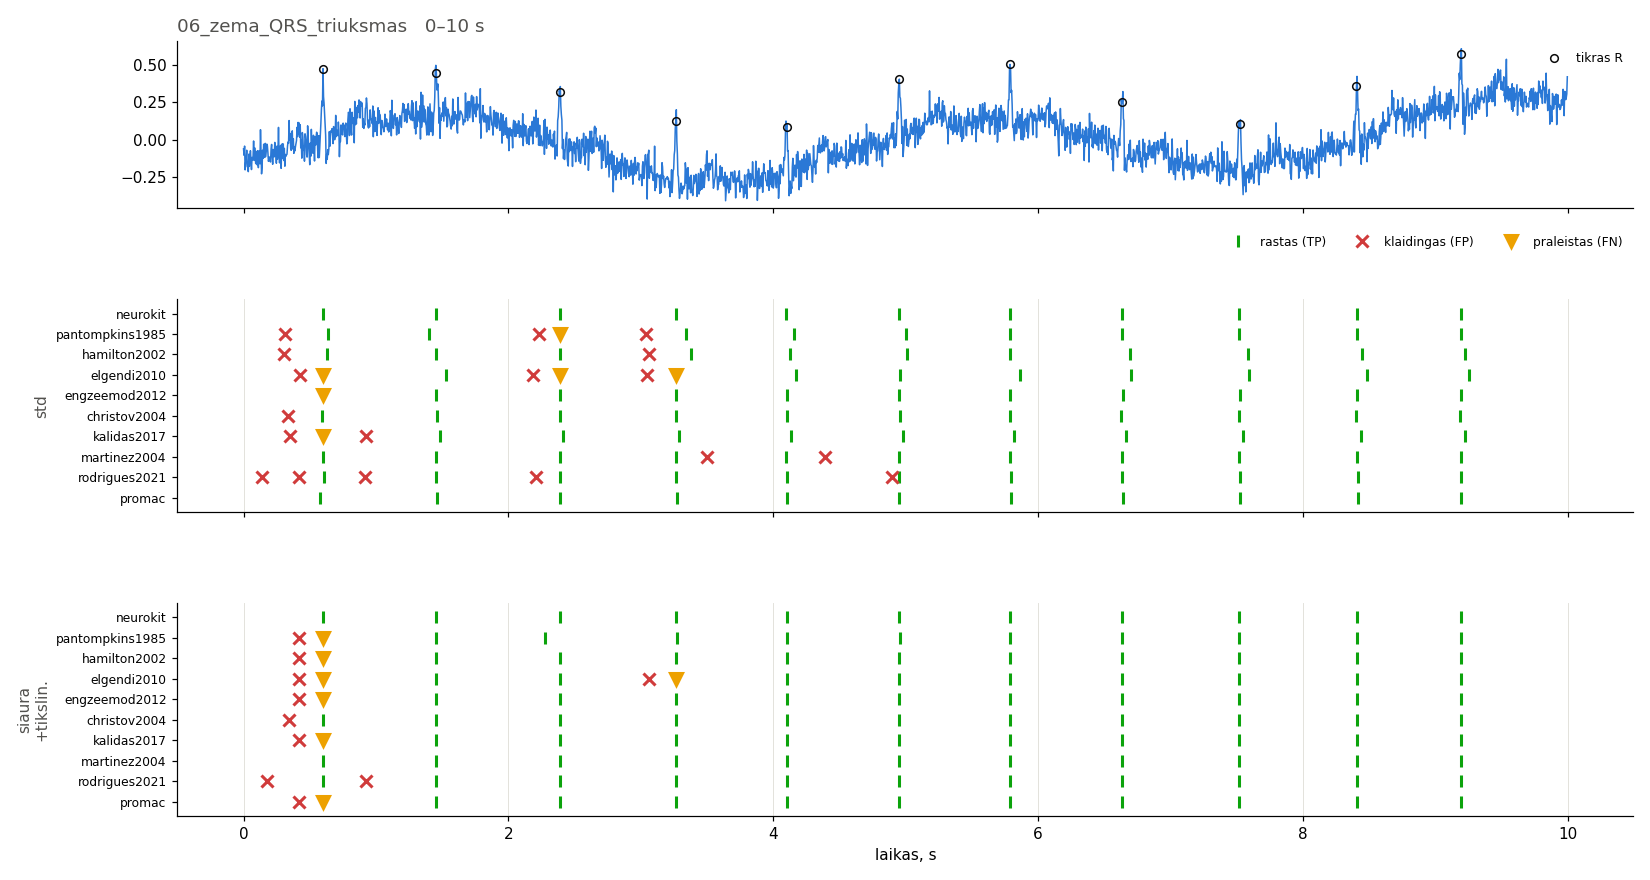 06_zema_QRS_triuksmas   0–10 s
0.50
0.25
0.00
−0.25
tikras R
rastas (TP)
klaidingas (FP)
praleistas (FN)
std
neurokit
pantompkins1985
hamilton2002
elgendi2010
engzeemod2012
christov2004
kalidas2017
martinez2004
rodrigues2021
promac
siaura
+tikslin.
neurokit
pantompkins1985
hamilton2002
elgendi2010
engzeemod2012
christov2004
kalidas2017
martinez2004
rodrigues2021
promac
0 2 4 6 8 10
laikas, s